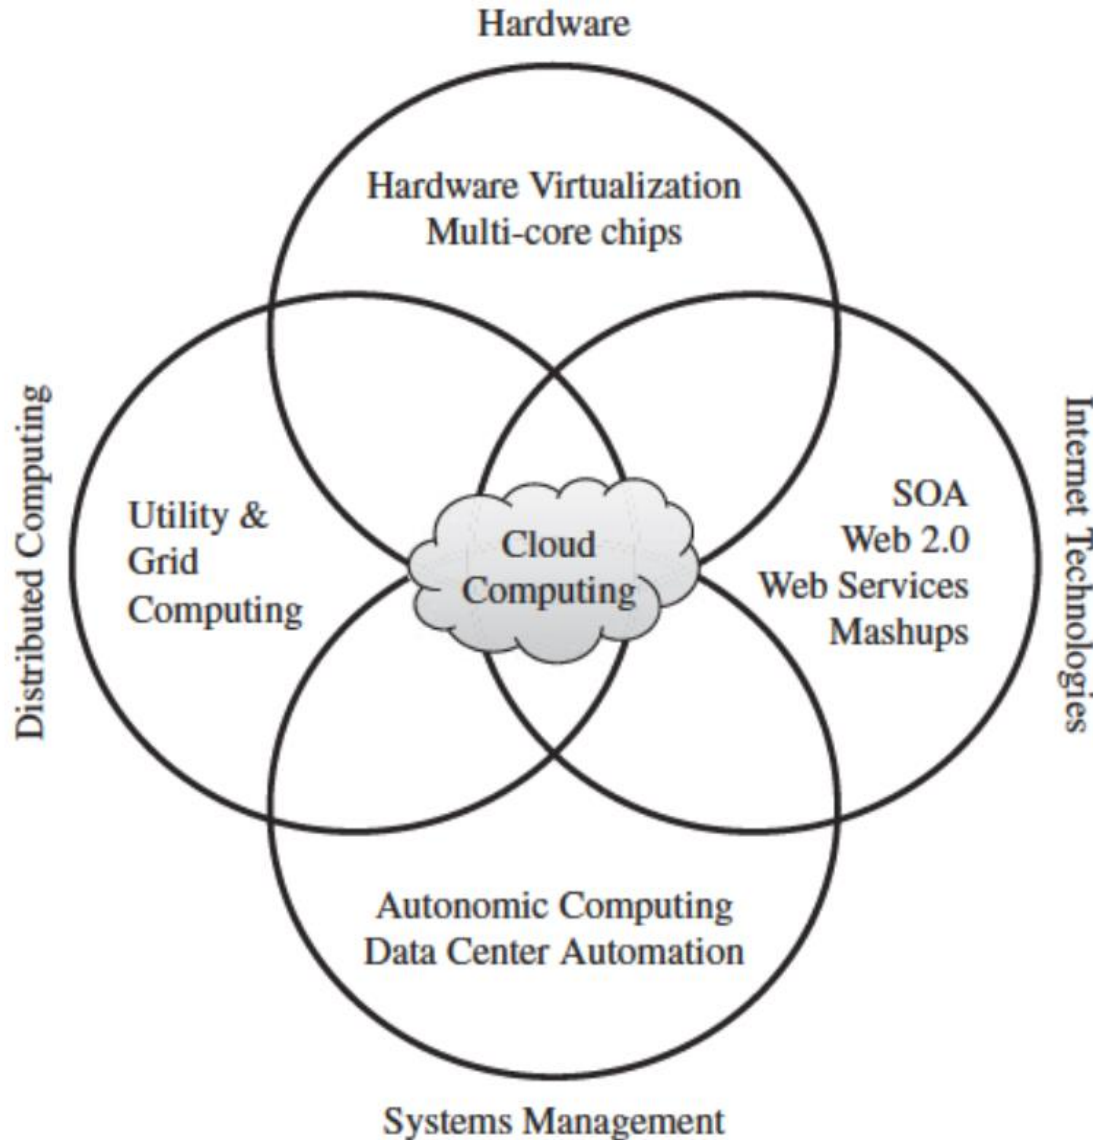 Hardware
Hardware Virtualization
Multi-core chips
Distributed Computing
Utility &
Grid
Computing
Cloud
Computing
SOA
Web 2.0
Web Services
Mashups
Internet Technologies
Autonomic Computing
Data Center Automation
Systems Management